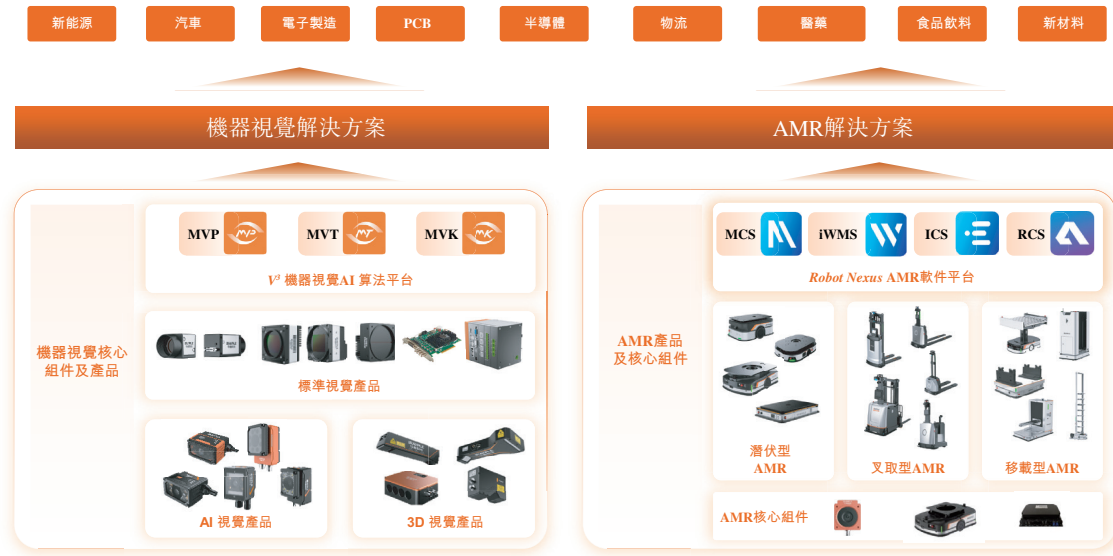 新能源
汽車
電子製造
PCB
半導體
物流
醫藥
食品飲料
新材料
機器視覺解決方案
AMR解決方案
機器視覺核心
組件及產品
MVP
MVT
MVK
V³ 機器視覺AI 算法平台
標準視覺產品
AI 視覺產品
3D 視覺產品
AMR產品
及核心組件
MCS
iWMS
ICS
RCS
Robot Nexus AMR軟件平台
潛伏型
AMR
叉取型AMR
移載型AMR
AMR核心組件